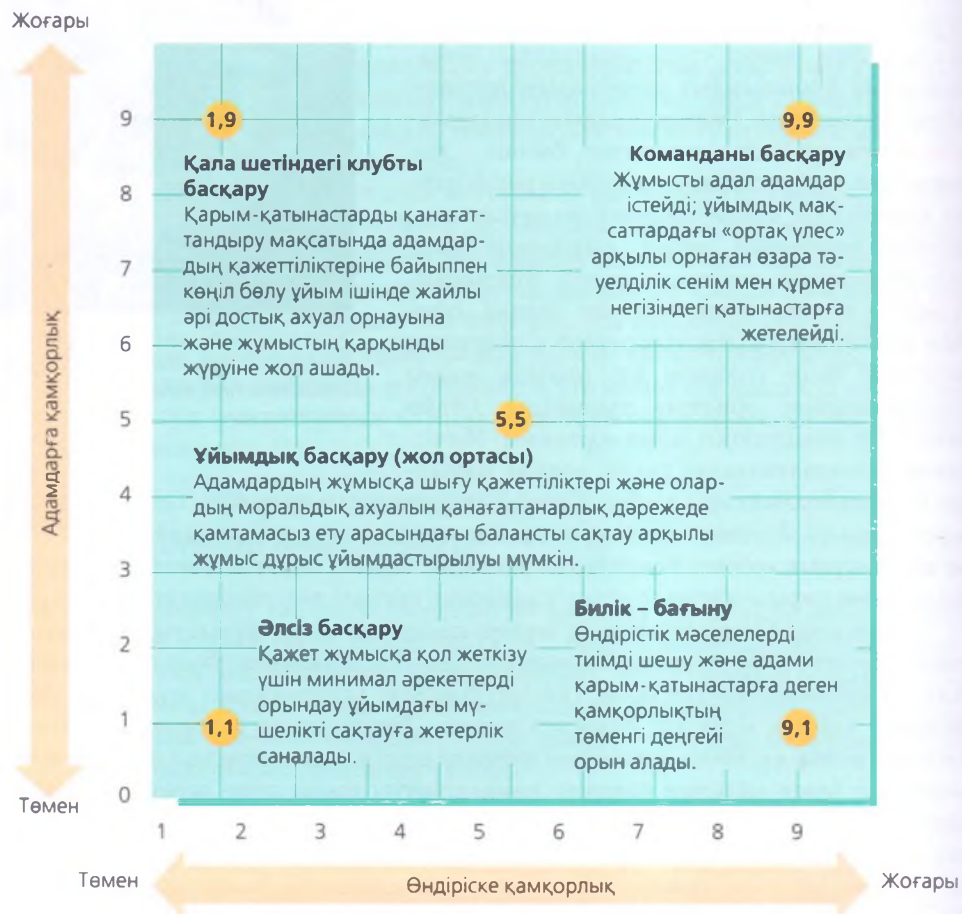 Жоғары
9
8
7
6
5
4
3
2
1
0
Адамдарға қамқорлық
Төмен
1,9
Қала шетіндегі клубты
басқару
Қарым-қатынастарды қанағат-
тандыру мақсатында адамдар-
дың қажеттіліктеріне байыппен
көңіл бөлу ұйым ішінде жайлы
әрі достық ахуал орнауына
және жұмыстың қарқынды
жүруіне жол ашады.
9,9
Команданы басқару
Жұмысты адал адамдар
істейді; ұйымдық мақ-
саттардағы «ортақ үлес»
арқылы орнаған өзара тә-
уелділік сенім мен құрмет
негізіндегі қатынастарға
жетелейді.
5,5
Ұйымдық басқару (жол ортасы)
Адамдардың жұмысқа шығу қажеттіліктері және олар-
дың моральдық ахуалын қанағаттанарлық дәрежеде
қамтамасыз ету арасындағы балансты сақтау арқылы
жұмыс дұрыс ұйымдастырылуы мүмкін.
Әлсіз басқару
Қажет жұмысқа қол жеткізу
үшін минимал әрекеттерді
орындау ұйымдағы мү-
шелікті сақтауға жетерлік
саналады.
1,1
Билік – бағыну
Өндірістік мәселелерді
тиімді шешу және адами
қарым-қатынастарға деген
қамқорлықтың
төменгі деңгейі
орын алады.
9,1
1 2 3 4 5 6 7 8 9
Төмен
Өндіріске қамқорлық
Жоғары